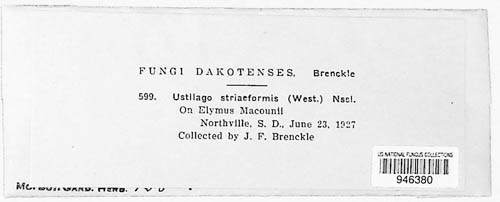 FUNGI DAKOTENSES, Brenckle
599. Ustilago striaeformis (West.) Nssl.
On Elymus Macounii
Northville, S. D., June 23, 1927
Collected by J. F. Brenckle
US NATIONAL FUNGUS COLLECTIONS
946380